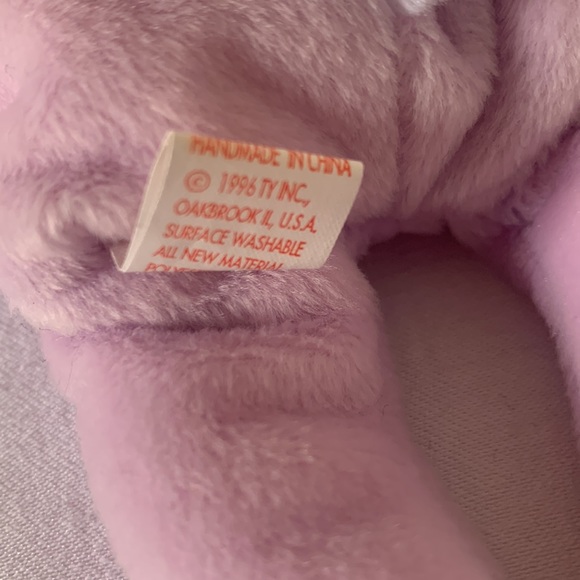 HANDMADE IN CHINA
© 1996 TY INC,
OAKBROOK IL, U.S.A.
SURFACE WASHABLE
ALL NEW MATERIAL